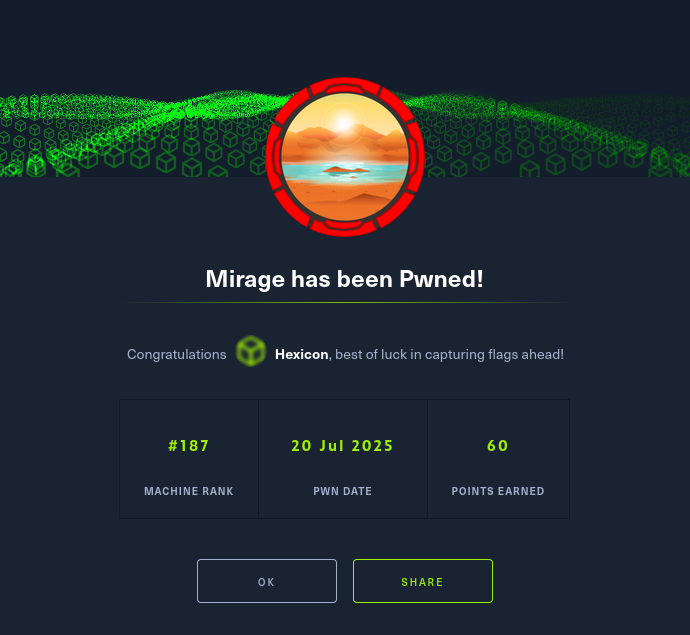 Mirage has been Pwned!
Congratulations Hexicon, best of luck in capturing flags ahead!
#187 20 Jul 2025 60
MACHINE RANK PWN DATE POINTS EARNED
OK SHARE